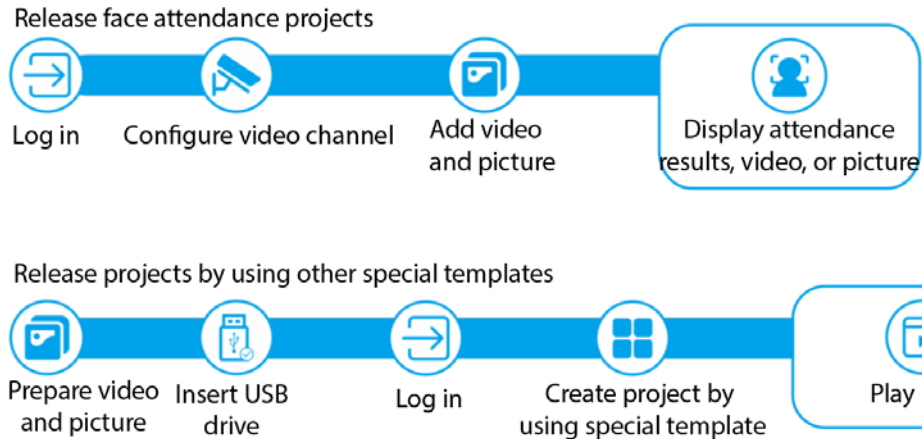 Release face attendance projects
Log in
Configure video channel
Add video
and picture
Display attendance
results, video, or picture
Release projects by using other special templates
Prepare video
and picture
Insert USB
drive
Log in
Create project by
using special template
Play